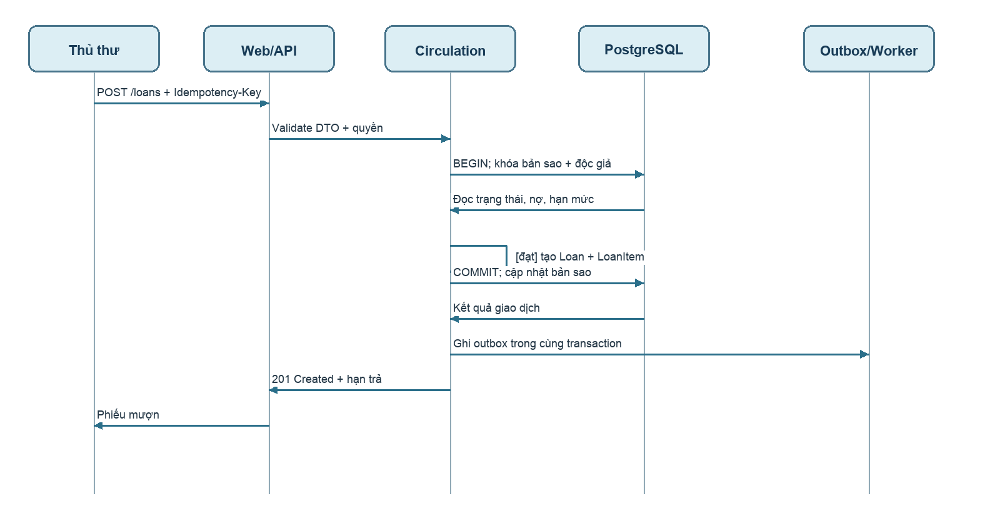 Thủ thư
Web/API
Circulation
PostgreSQL
Outbox/Worker
POST /loans + Idempotency-Key
Validate DTO + quyền
BEGIN; khóa bản sao + độc giả
Đọc trạng thái, nợ, hạn mức
[đạt] tạo Loan + LoanItem
COMMIT; cập nhật bản sao
Kết quả giao dịch
Ghi outbox trong cùng transaction
201 Created + hạn trả
Phiếu mượn